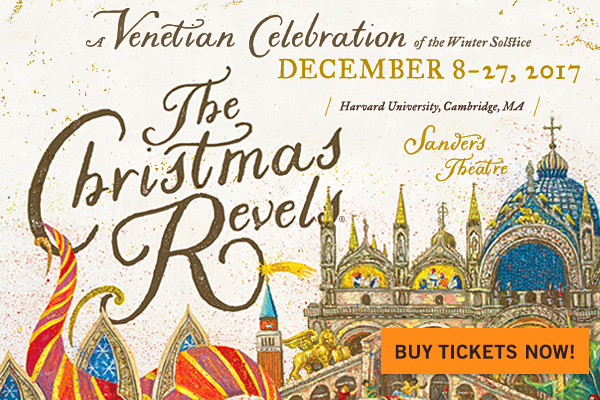 A Venetian Celebration of the Winter Solstice
DECEMBER 8–27, 2017
/ Harvard University, Cambridge, MA /
Sanders
Theatre
The
Christmas
Revels®
BUY TICKETS NOW!